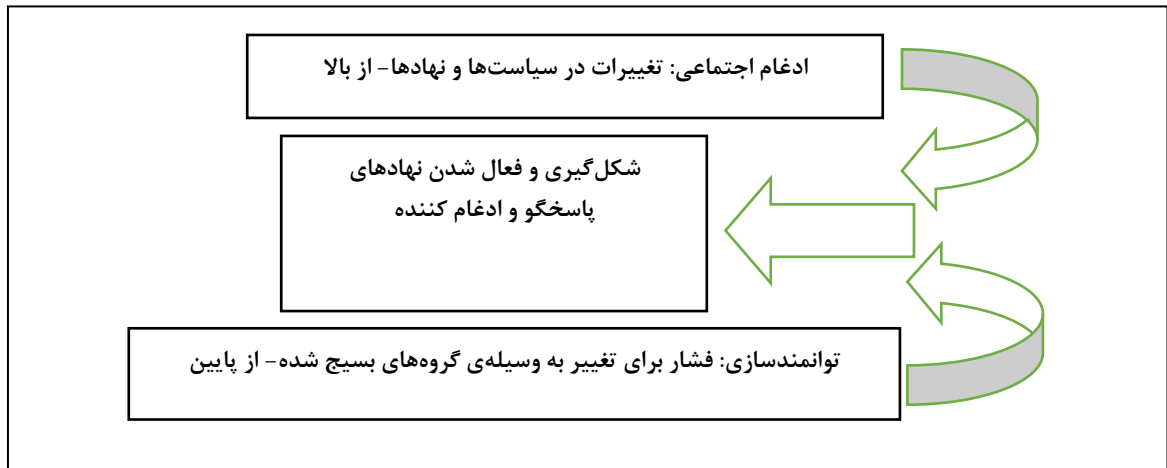 ادغام اجتماعی: تغییرات در سیاست‌ها و نهادها- از بالا
شکل‌گیری و فعال شدن نهادهای
پاسخگو و ادغام کننده
توانمندسازی: فشار برای تغییر به وسیله‌ی گروه‌های بسیج شده- از پایین